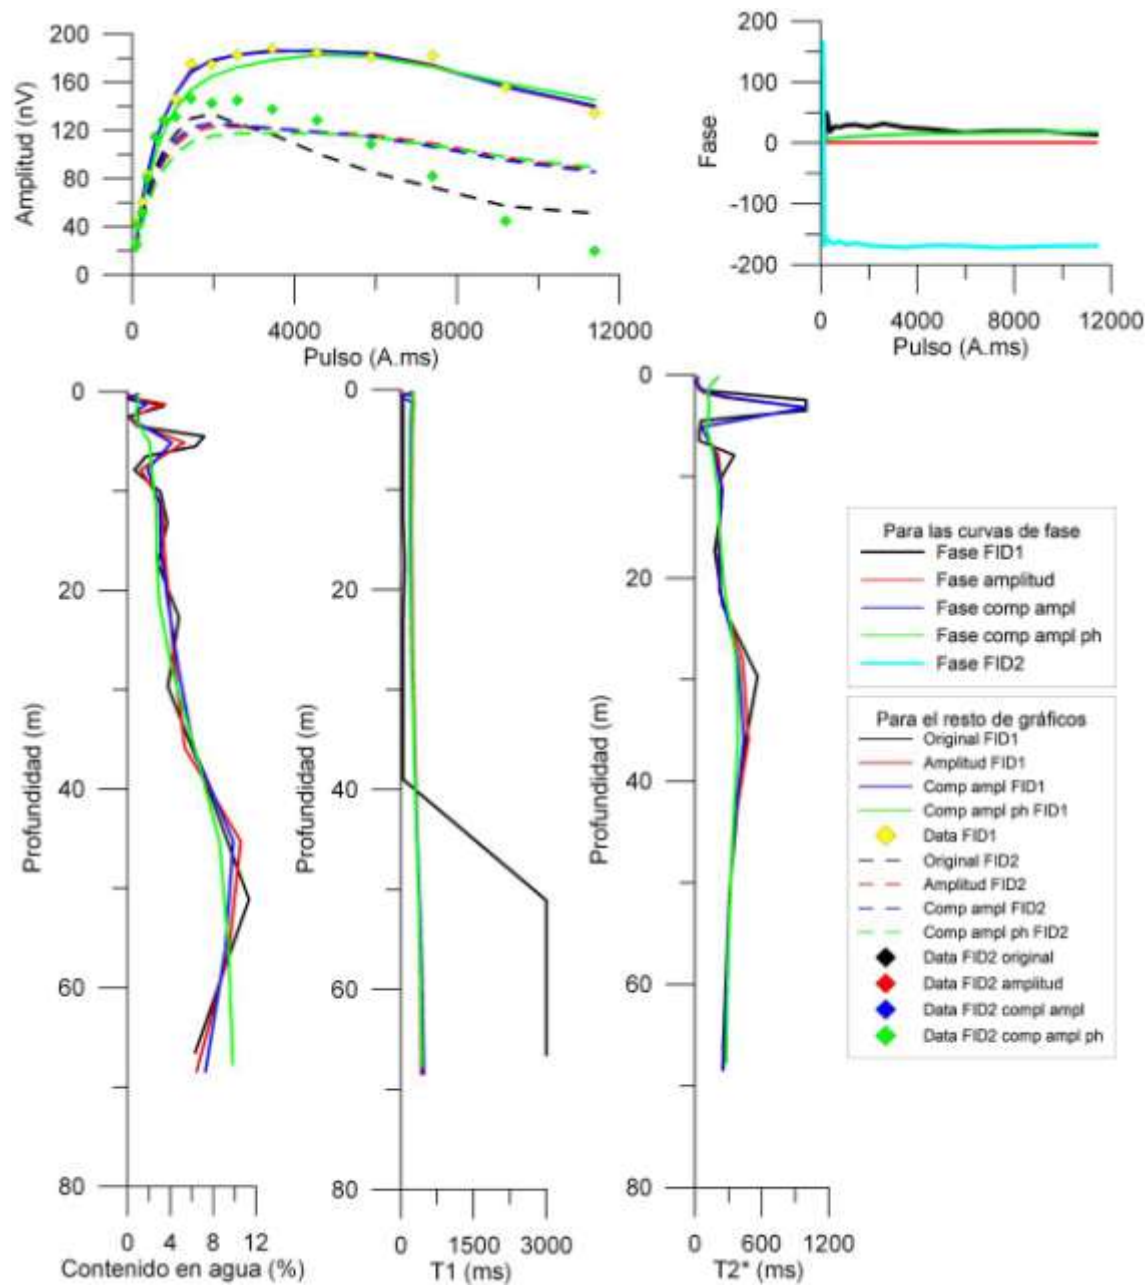 200
160
120
80
40
0
Amplitud (nV)
0 4000 8000 12000
Pulso (A.ms)
200
100
0
-100
-200
Fase
0 4000 8000 12000
Pulso (A.ms)
0
20
40
60
80
Profundidad (m)
0 4 8 12
Contenido en agua (%)
0
20
40
60
80
Profundidad (m)
0 1500 3000
T1 (ms)
0
20
40
60
80
Profundidad (m)
0 600 1200
T2* (ms)
Para las curvas de fase
Fase FID1
Fase amplitud
Fase comp ampl
Fase comp ampl ph
Fase FID2
Para el resto de gráficos
Original FID1
Amplitud FID1
Comp ampl FID1
Comp ampl ph FID1
Data FID1
Original FID2
Amplitud FID2
Comp ampl FID2
Comp ampl ph FID2
Data FID2 original
Data FID2 amplitud
Data FID2 compl ampl
Data FID2 comp ampl ph